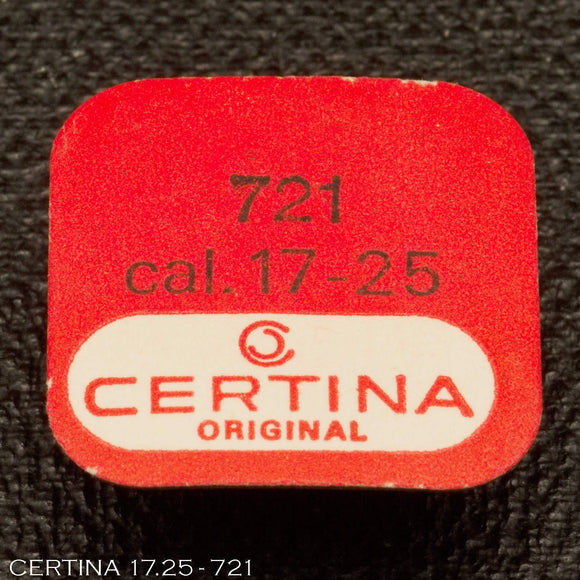 721
cal. 17-25
CERTINA
ORIGINAL
CERTINA 17.25 - 721